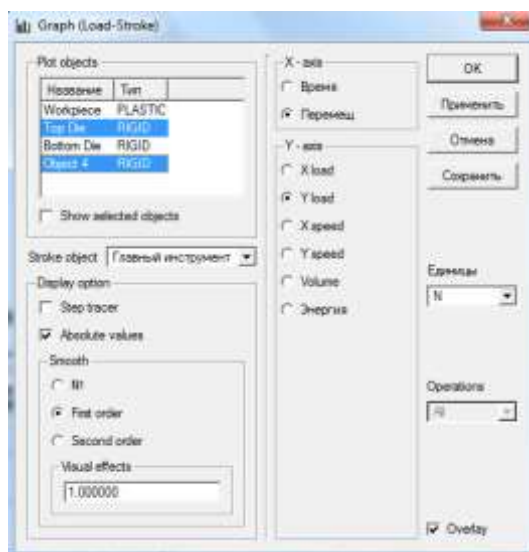 Graph (Load-Stroke)
Plot objects
Название Тип
Workpiece PLASTIC
Top Die RIGID
Bottom Die RIGID
Object 4 RIGID
Show selected objects
Stroke object Главный инструмент
Display option
Step tracer
Absolute values
Smooth
First order
Second order
Visual effects
1.000000
X - axis
Время
Перемещ
Y - axis
X load
Y load
X speed
Y speed
Volume
Энергия
OK
Применить
Отмена
Сохранить
Единицы
N
Operations
All
Overlay